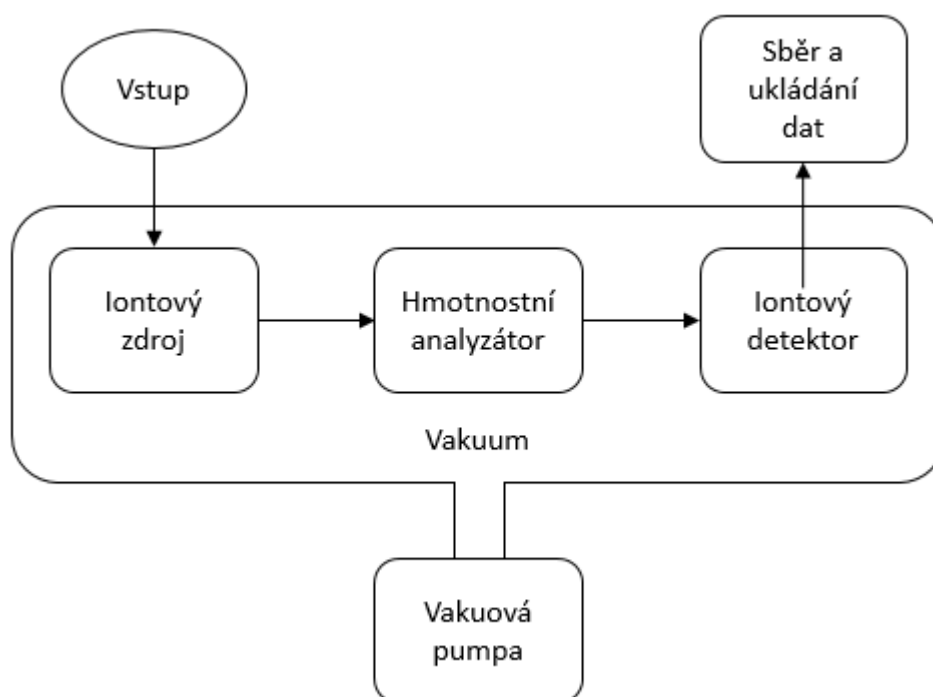 Vstup
Sběr a
ukládání
dat
Iontový
zdroj
Hmotnostní
analyzátor
Iontový
detektor
Vakuum
Vakuová
pumpa